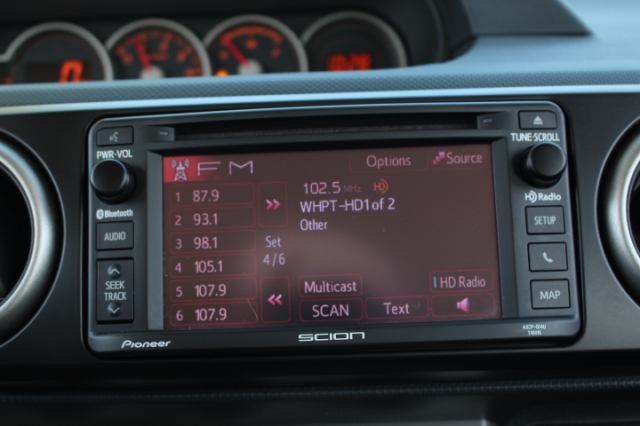 PWR-VOL
TUNE-SCROLL
FM
Options
Source
1 87.9
2 93.1
3 98.1
4 105.1
5 107.9
6 107.9
Set
4/6
102.5 MHz HD
WHPT-HD1 of 2
Other
Multicast
HD Radio
SCAN
Text
Bluetooth
AUDIO
SEEK
TRACK
HD Radio
SETUP
MAP
Pioneer
SCION